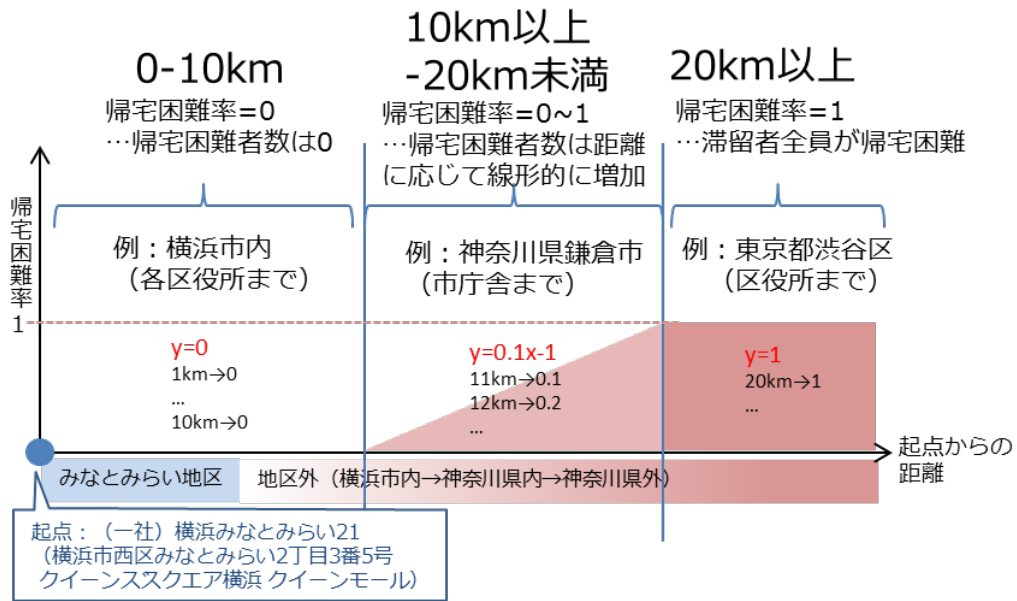 0-10km
帰宅困難率=0
…帰宅困難者数は0
10km以上
-20km未満
帰宅困難率=0~1
…帰宅困難者数は距離
に応じて線形的に増加
20km以上
帰宅困難率=1
…滞留者全員が帰宅困難
帰宅困難率
1
例：横浜市内
（各区役所まで）
例：神奈川県鎌倉市
（市庁舎まで）
例：東京都渋谷区
（区役所まで）
y=0
1km→0
…
10km→0
y=0.1x-1
11km→0.1
12km→0.2
…
y=1
20km→1
…
起点からの
距離
みなとみらい地区
地区外（横浜市内→神奈川県内→神奈川県外）
起点：（一社）横浜みなとみらい21
（横浜市西区みなとみらい2丁目3番5号
クイーンズスクエア横浜 クイーンモール）